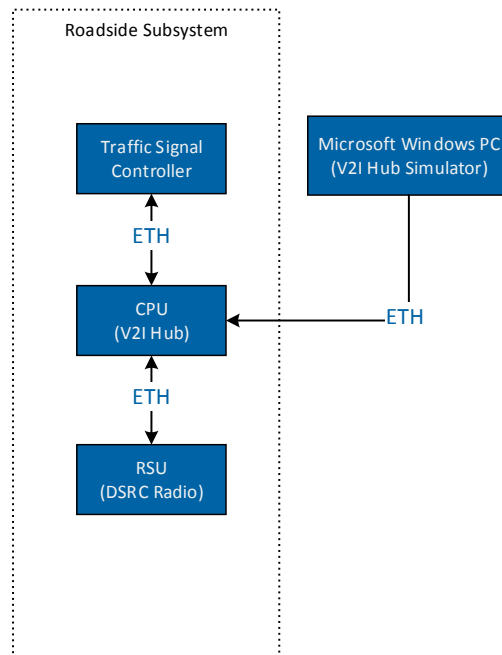 Roadside Subsystem
Traffic Signal
Controller
Microsoft Windows PC
(V2I Hub Simulator)
ETH
CPU
(V2I Hub)
ETH
ETH
RSU
(DSRC Radio)